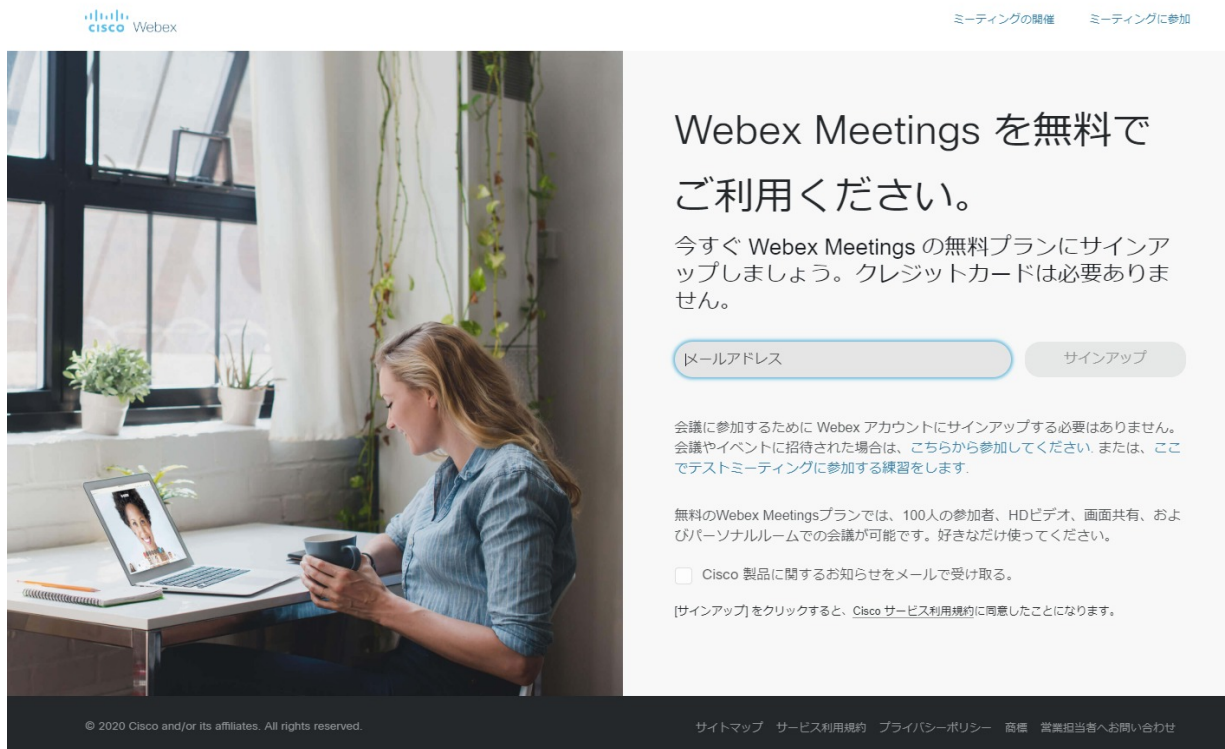 cisco Webex
ミーティングの開催 ミーティングに参加
Webex Meetings を無料で
ご利用ください。
今すぐ Webex Meetings の無料プランにサインア
ップしましょう。クレジットカードは必要ありま
せん。
メールアドレス サインアップ
会議に参加するために Webex アカウントにサインアップする必要はありません。
会議やイベントに招待された場合は、こちらから参加してください. または、ここ
でテストミーティングに参加する練習をします.
無料のWebex Meetingsプランでは、100人の参加者、HDビデオ、画面共有、およ
びパーソナルルームでの会議が可能です。好きなだけ使ってください。
Cisco 製品に関するお知らせをメールで受け取る。
[サインアップ] をクリックすると、Cisco サービス利用規約に同意したことになります。
© 2020 Cisco and/or its affiliates. All rights reserved.
サイトマップ サービス利用規約 プライバシーポリシー 商標 営業担当者へお問い合わせ